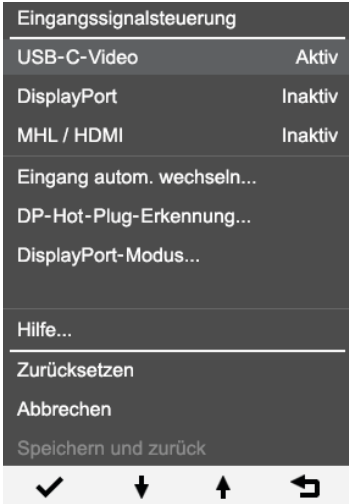 Eingangssignalsteuerung
USB-C-Video Aktiv
DisplayPort Inaktiv
MHL / HDMI Inaktiv
Eingang autom. wechseln...
DP-Hot-Plug-Erkennung...
DisplayPort-Modus...
Hilfe...
Zurücksetzen
Abbrechen
Speichern und zurück